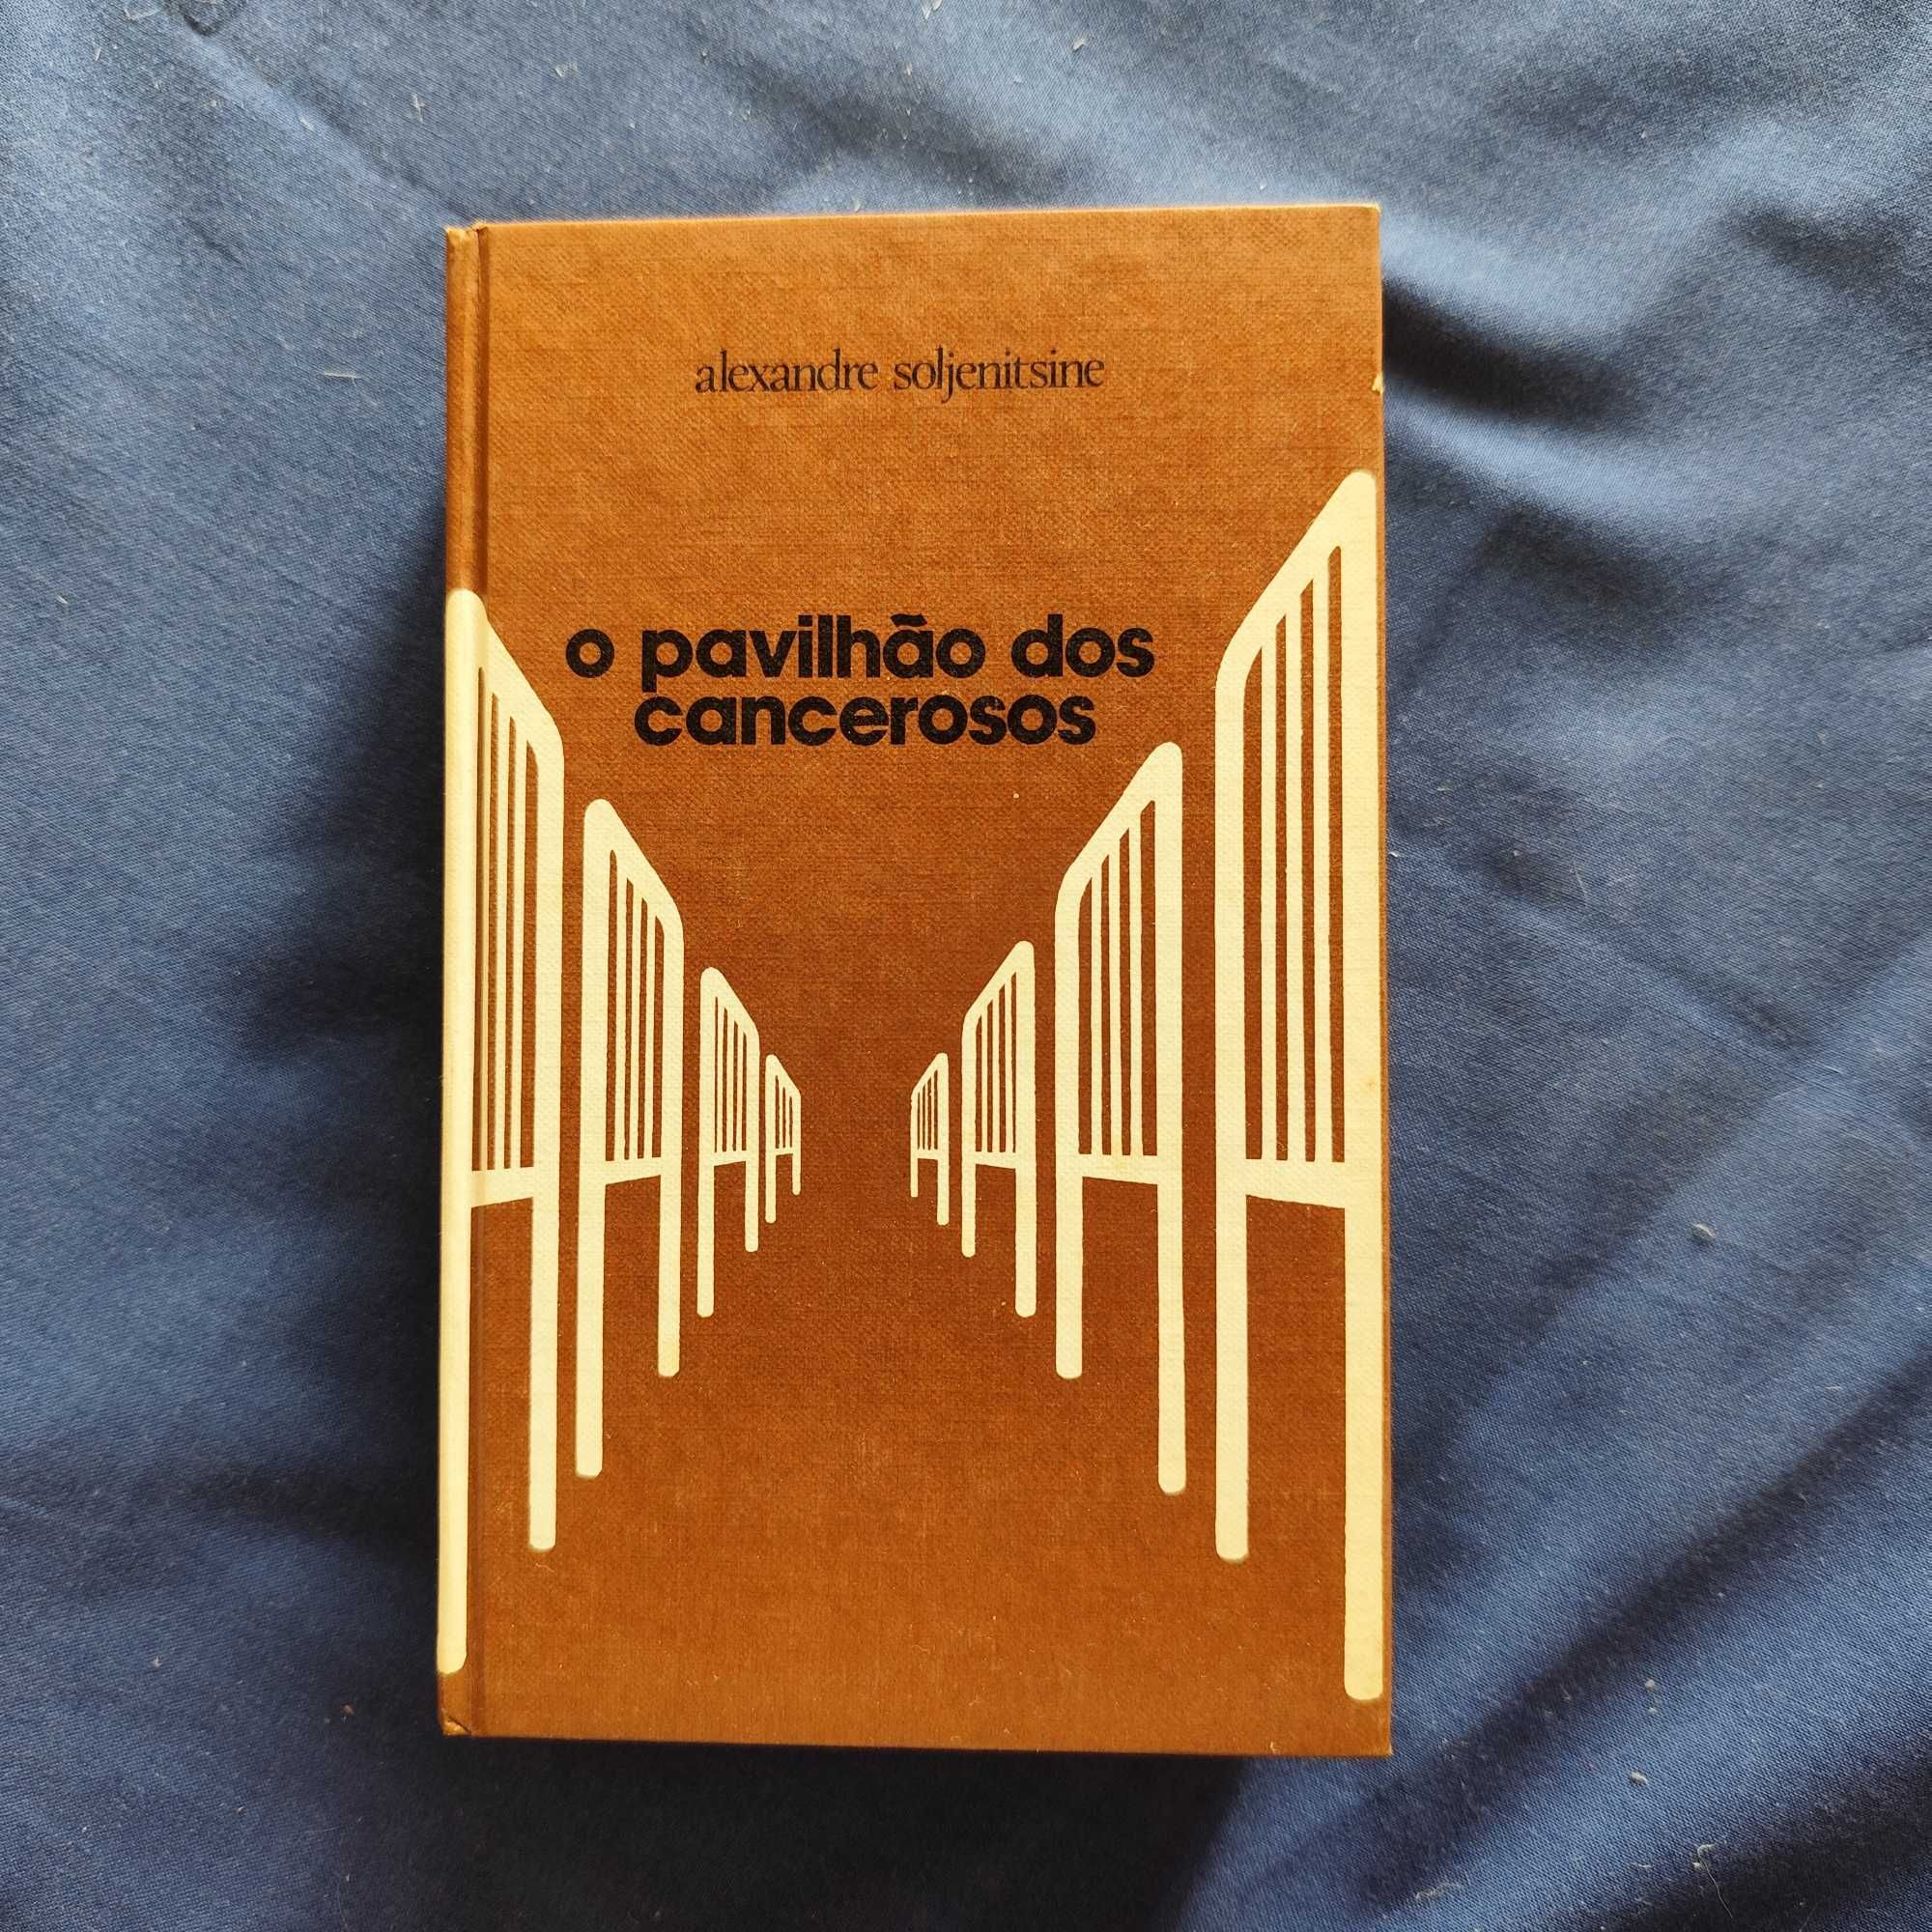 alexandre soljenitsine
o pavilhão dos
cancerosos